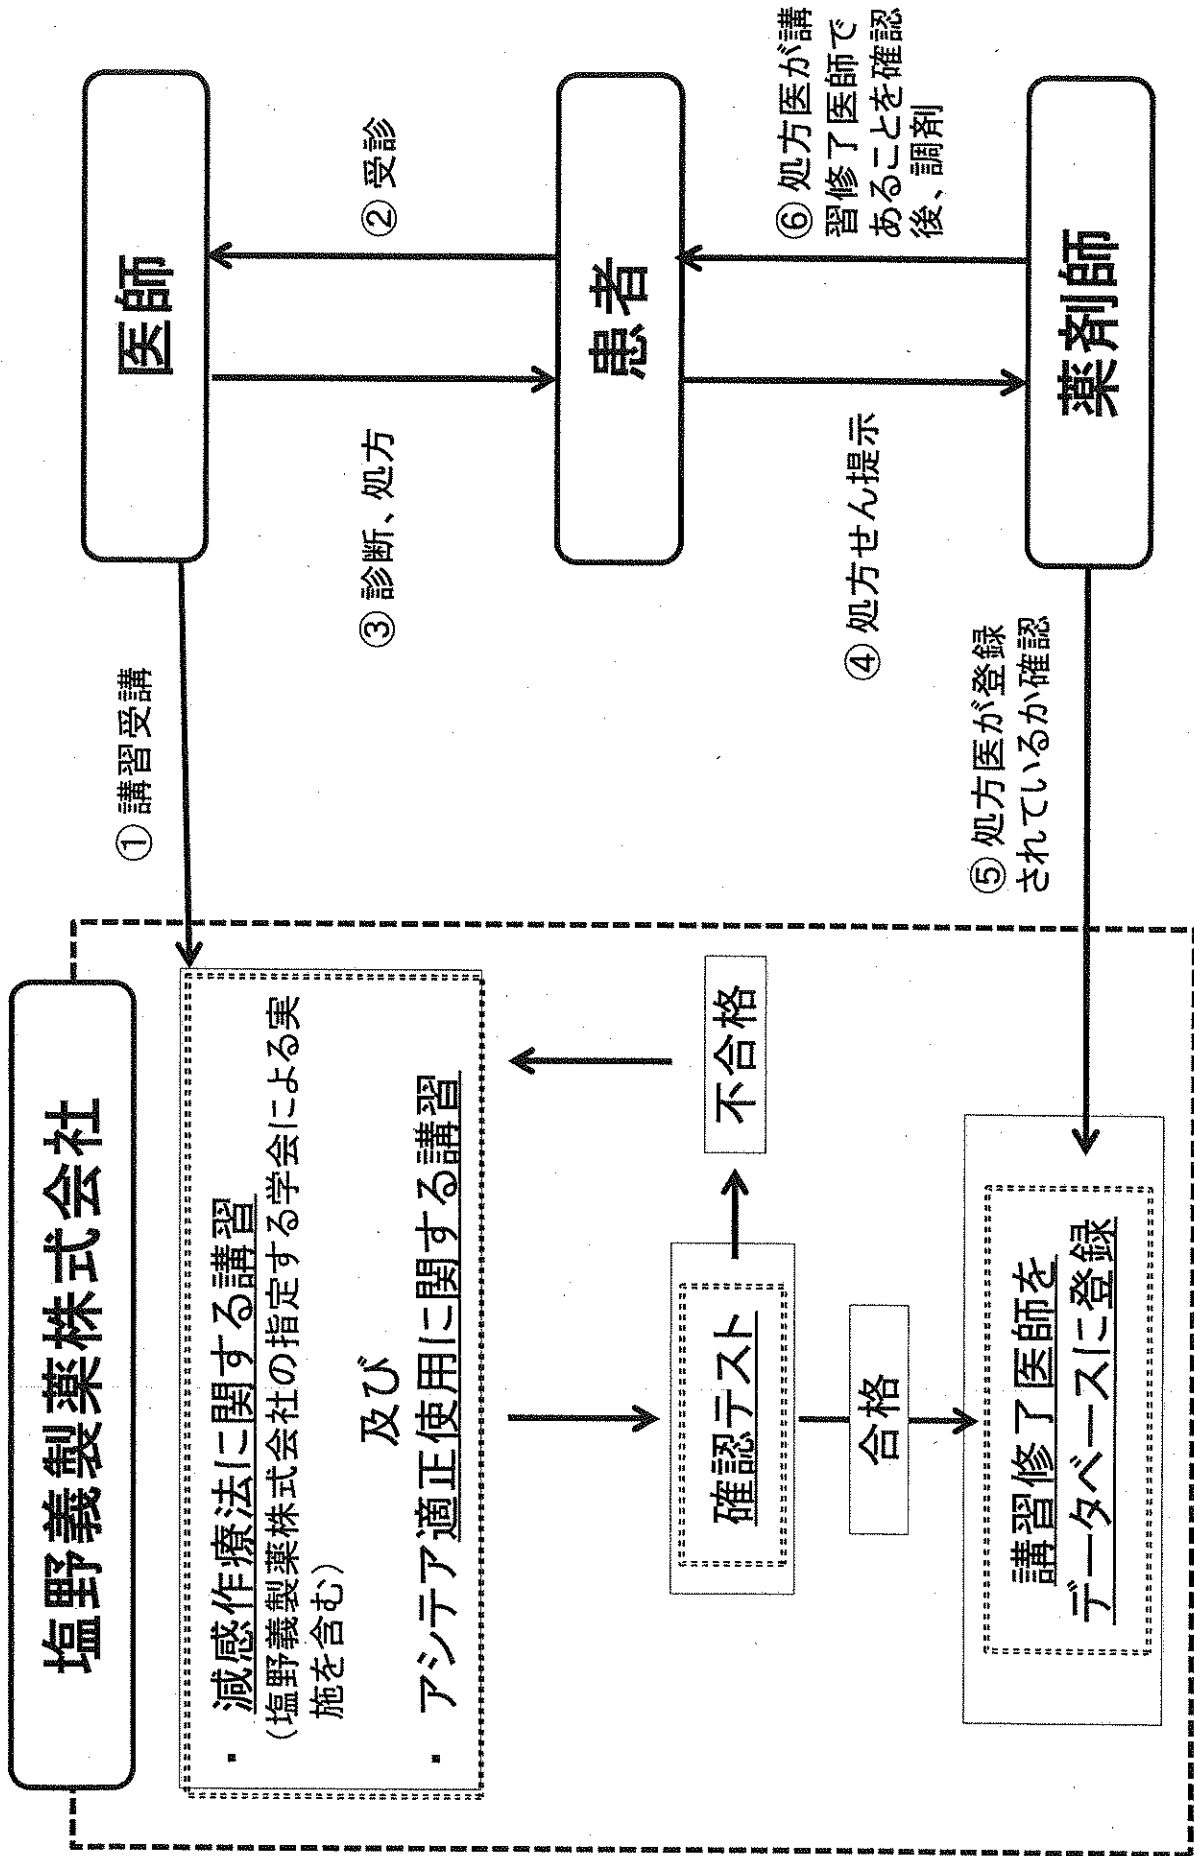 塩野義製薬株式会社
・ 減感作療法に関する講習
（塩野義製薬株式会社の指定する学会による実
施を含む）
及び
・ アシテア適正使用に関する講習
確認テスト
不合格
合格
講習修了医師を
データベースに登録
① 講習受講
医師
② 受診
③ 診断、処方
患者
④ 処方せん提示
⑤ 処方医が登録
されているか確認
⑥ 処方医が講
習修了医師で
あることを確認
後、調剤
薬剤師